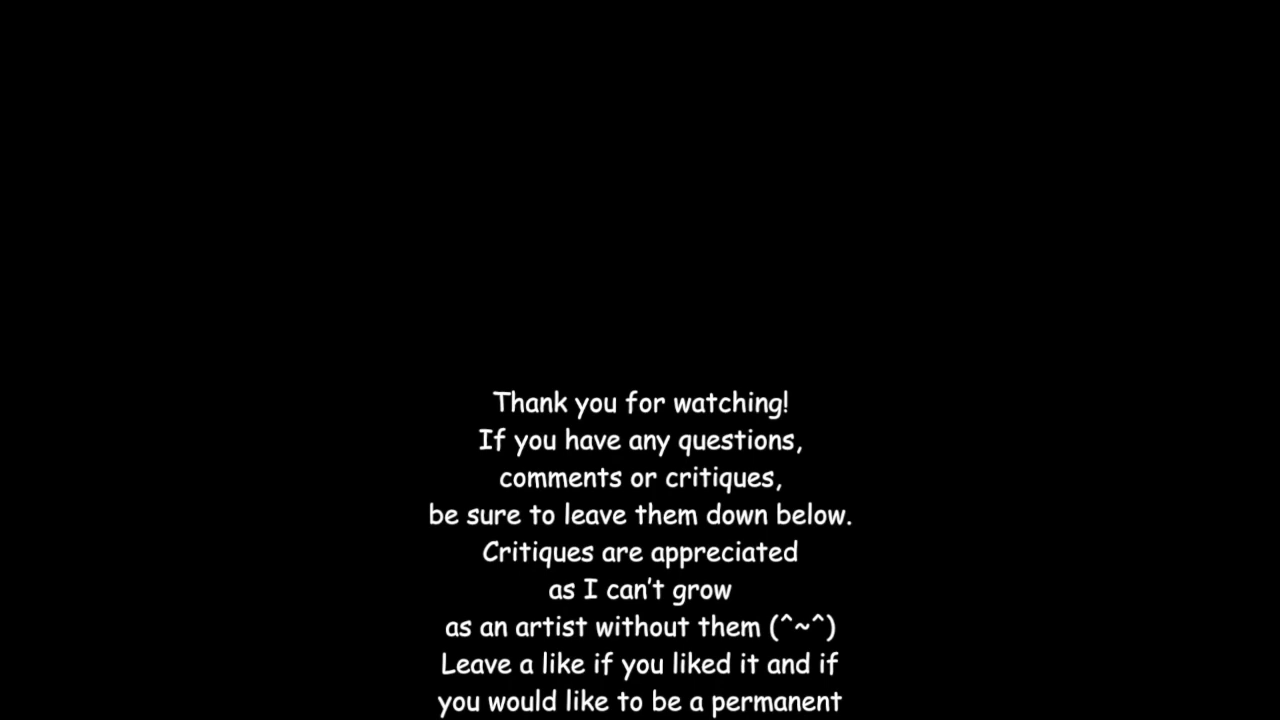 Thank you for watching!
If you have any questions,
comments or critiques,
be sure to leave them down below.
Critiques are appreciated
as I can't grow
as an artist without them (^~^)
Leave a like if you liked it and if
you would like to be a permanent